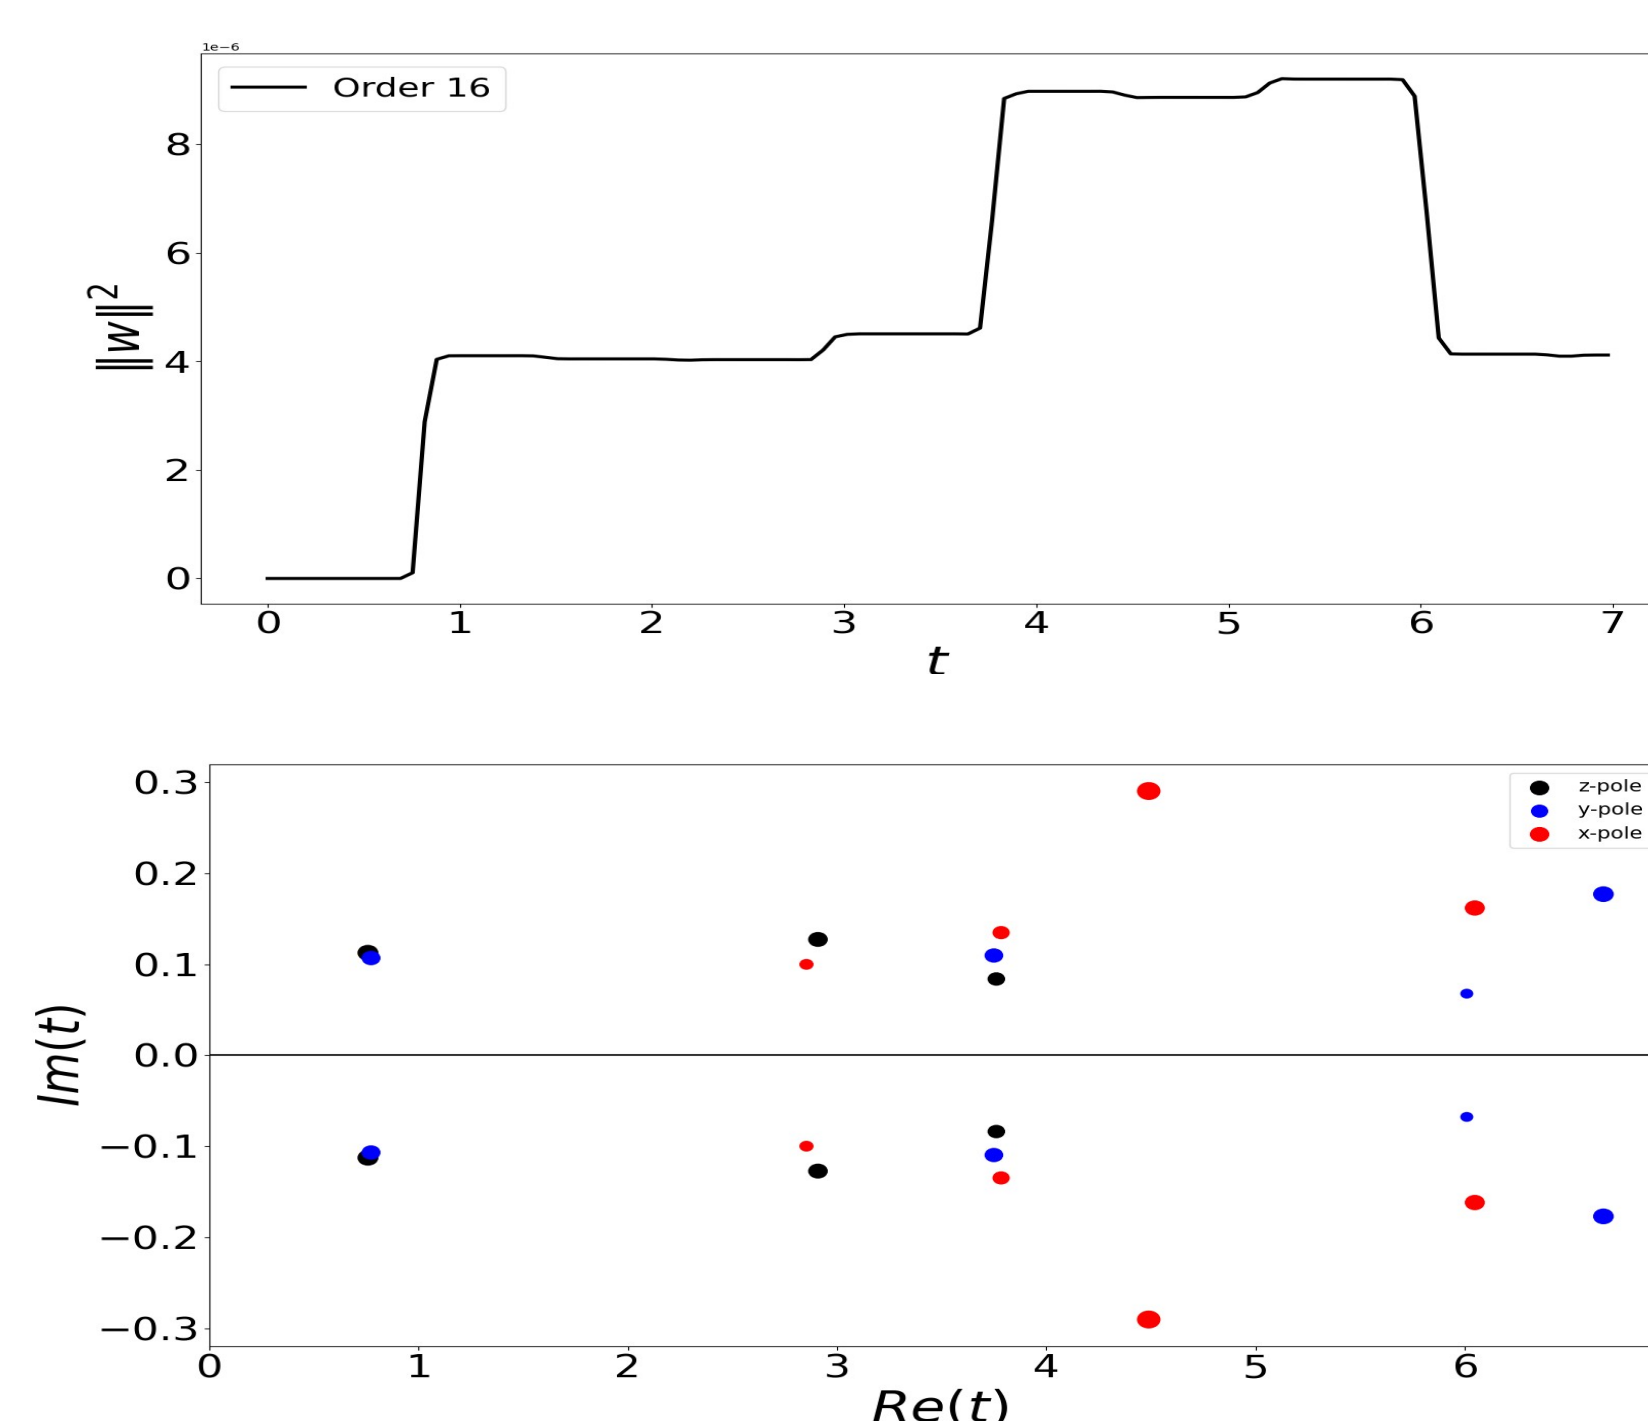 1e−6
Order 16
8
6
4
2
0
‖w‖²
0 1 2 3 4 5 6 7
t
0.3
0.2
0.1
0.0
−0.1
−0.2
−0.3
Im(t)
z-pole
y-pole
x-pole
0 1 2 3 4 5 6
Re(t)